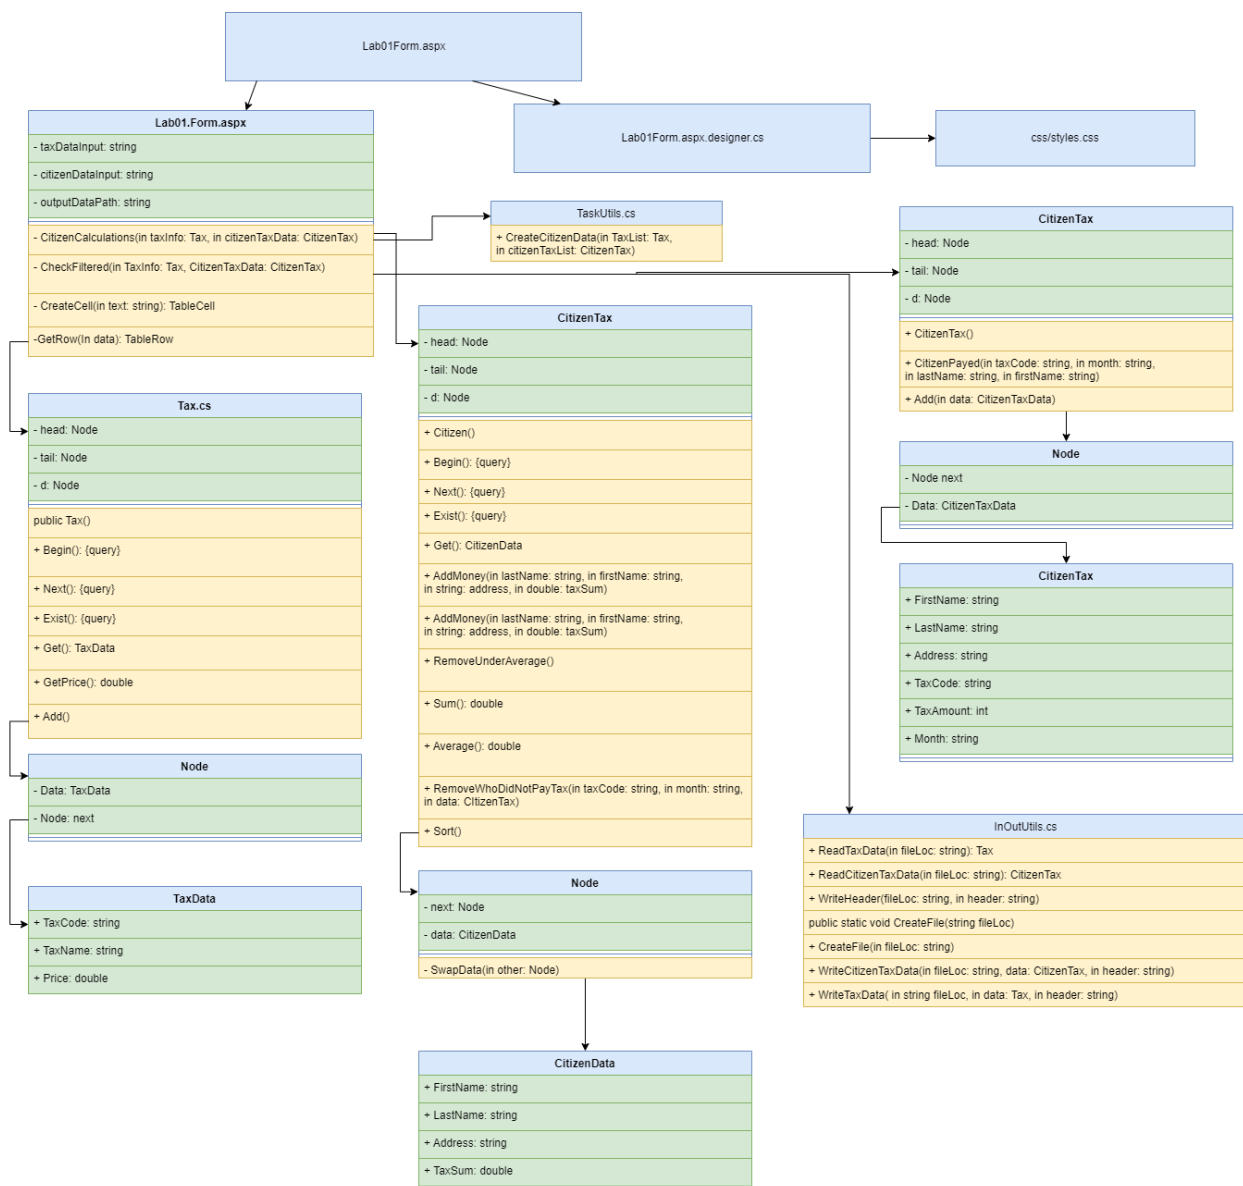 Lab01Form.aspx
Lab01.Form.aspx
- taxDataInput: string
- citizenDataInput: string
- outputDataPath: string
- CitizenCalculations(in taxInfo: Tax, in citizenTaxData: CitizenTax)
- CheckFiltered(in TaxInfo: Tax, CitizenTaxData: CitizenTax)
- CreateCell(in text: string): TableCell
-GetRow(In data): TableRow
Lab01Form.aspx.designer.cs
css/styles.css
TaskUtils.cs
+ CreateCitizenData(in TaxList: Tax,
in citizenTaxList: CitizenTax)
Tax.cs
- head: Node
- tail: Node
- d: Node
public Tax()
+ Begin(): {query}
+ Next(): {query}
+ Exist(): {query}
+ Get(): TaxData
+ GetPrice(): double
+ Add()
Node
- Data: TaxData
- Node: next
TaxData
+ TaxCode: string
+ TaxName: string
+ Price: double
CitizenTax
- head: Node
- tail: Node
- d: Node
+ Citizen()
+ Begin(): {query}
+ Next(): {query}
+ Exist(): {query}
+ Get(): CitizenData
+ AddMoney(in lastName: string, in firstName: string,
in string: address, in double: taxSum)
+ AddMoney(in lastName: string, in firstName: string,
in string: address, in double: taxSum)
+ RemoveUnderAverage()
+ Sum(): double
+ Average(): double
+ RemoveWhoDidNotPayTax(in taxCode: string, in month: string,
in data: CItizenTax)
+ Sort()
Node
- next: Node
- data: CitizenData
- SwapData(in other: Node)
CitizenData
+ FirstName: string
+ LastName: string
+ Address: string
+ TaxSum: double
CitizenTax
- head: Node
- tail: Node
- d: Node
+ CitizenTax()
+ CitizenPayed(in taxCode: string, in month: string,
in lastName: string, in firstName: string)
+ Add(in data: CitizenTaxData)
Node
- Node next
- Data: CitizenTaxData
CitizenTax
+ FirstName: string
+ LastName: string
+ Address: string
+ TaxCode: string
+ TaxAmount: int
+ Month: string
InOutUtils.cs
+ ReadTaxData(in fileLoc: string): Tax
+ ReadCitizenTaxData(in fileLoc: string): CitizenTax
+ WriteHeader(fileLoc: string, in header: string)
public static void CreateFile(string fileLoc)
+ CreateFile(in fileLoc: string)
+ WriteCitizenTaxData(in fileLoc: string, data: CitizenTax, in header: string)
+ WriteTaxData( in string fileLoc, in data: Tax, in header: string)